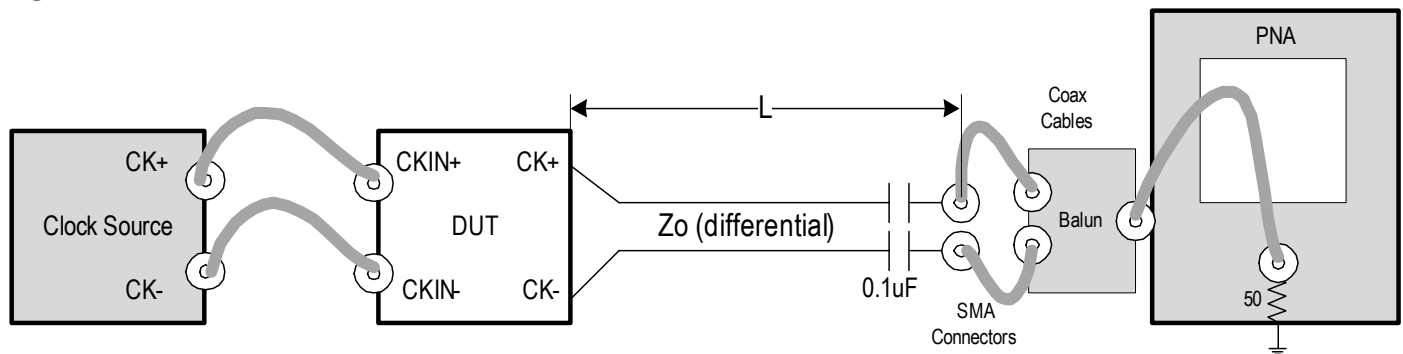 PNA
Coax
Cables
L
CK+
CKIN+
CK+
Clock Source
DUT
Zo (differential)
Balun
CK-
CKIN-
CK-
0.1uF
SMA
Connectors
50